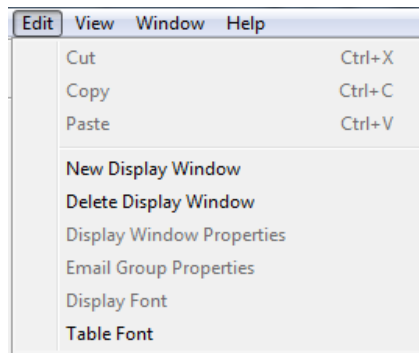 Edit View Window Help
Cut Ctrl+X
Copy Ctrl+C
Paste Ctrl+V
New Display Window
Delete Display Window
Display Window Properties
Email Group Properties
Display Font
Table Font